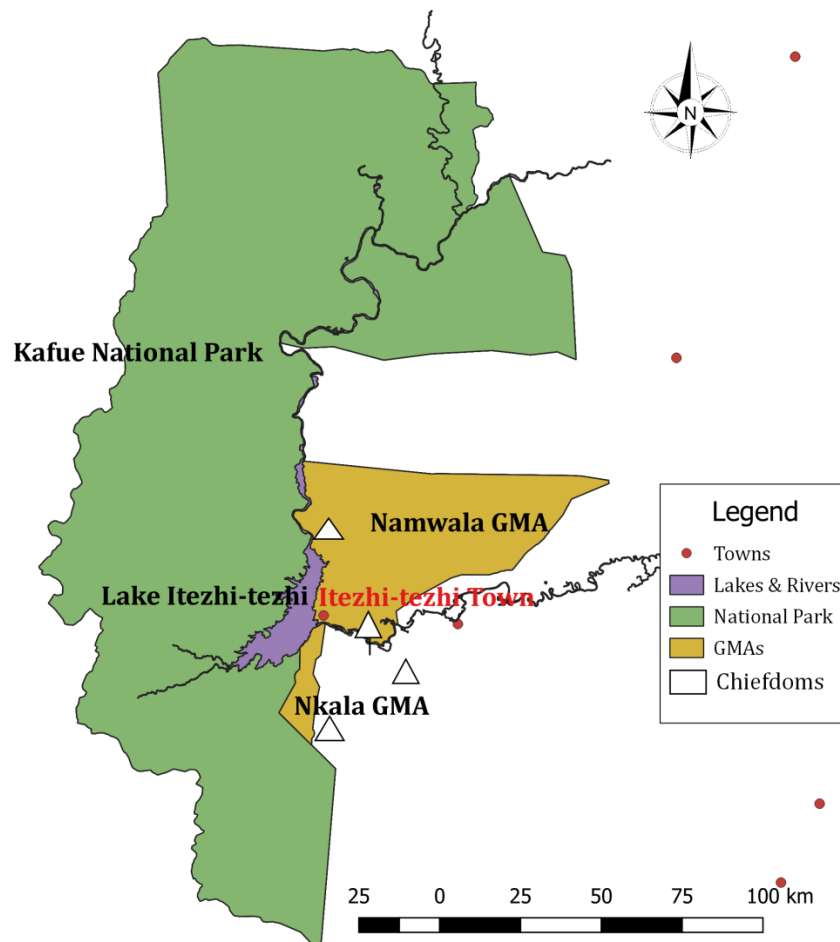 N
Kafue National Park
Namwala GMA
Lake Itezhi-tezhi
Itezhi-tezhi Town
Nkala GMA
Legend
Towns
Lakes & Rivers
National Park
GMAs
Chiefdoms
25 0 25 50 75 100 km